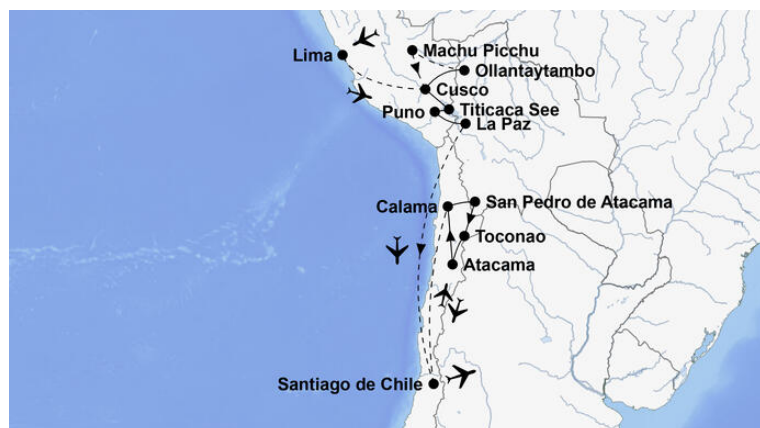 Machu Picchu
Lima
Ollantaytambo
Cusco
Titicaca See
Puno
La Paz
San Pedro de Atacama
Calama
Toconao
Atacama
Santiago de Chile